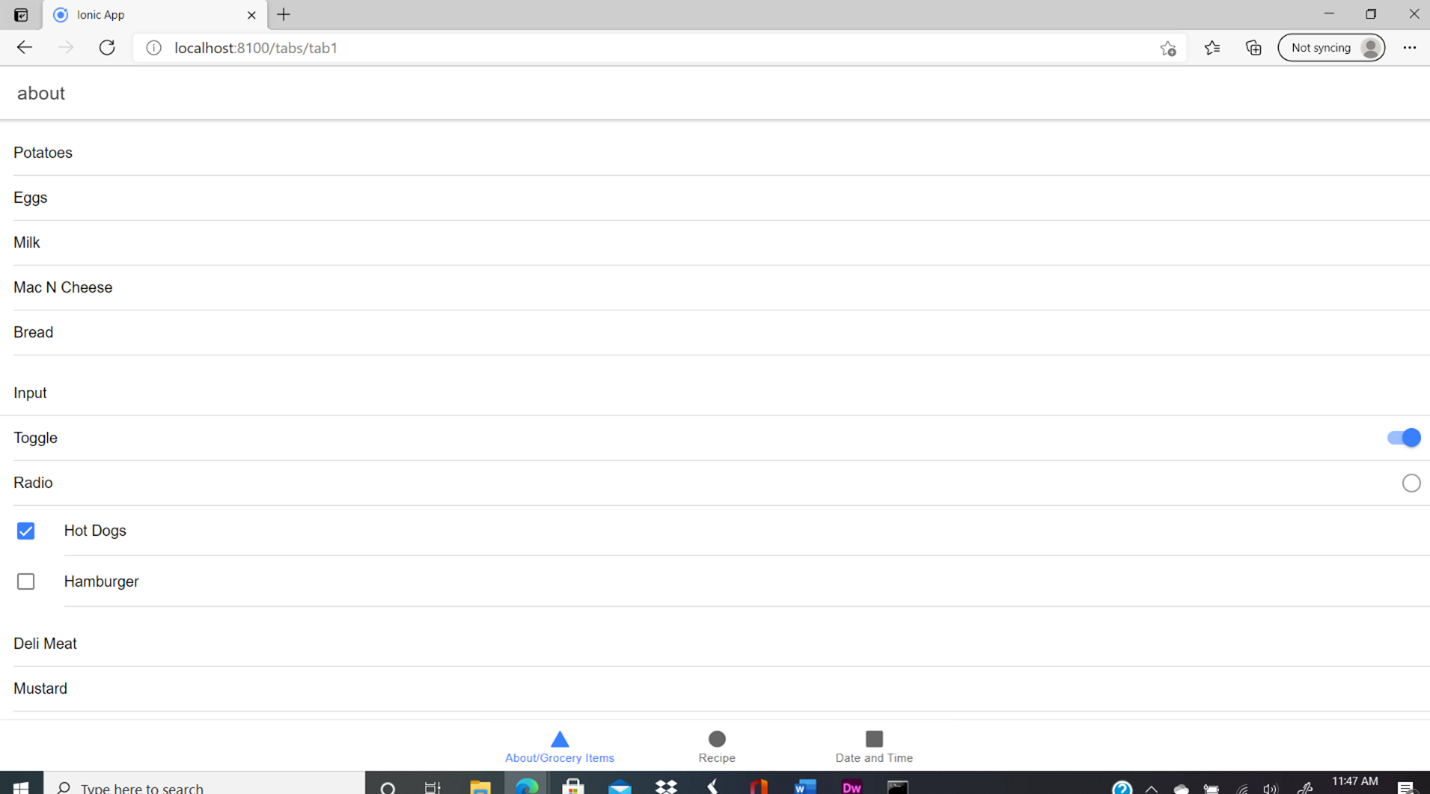 Ionic App
localhost:8100/tabs/tab1
Not syncing
about
Potatoes
Eggs
Milk
Mac N Cheese
Bread
Input
Toggle
Radio
Hot Dogs
Hamburger
Deli Meat
Mustard
About/Grocery Items
Recipe
Date and Time
Type here to search
W
Dw
11:47 AM